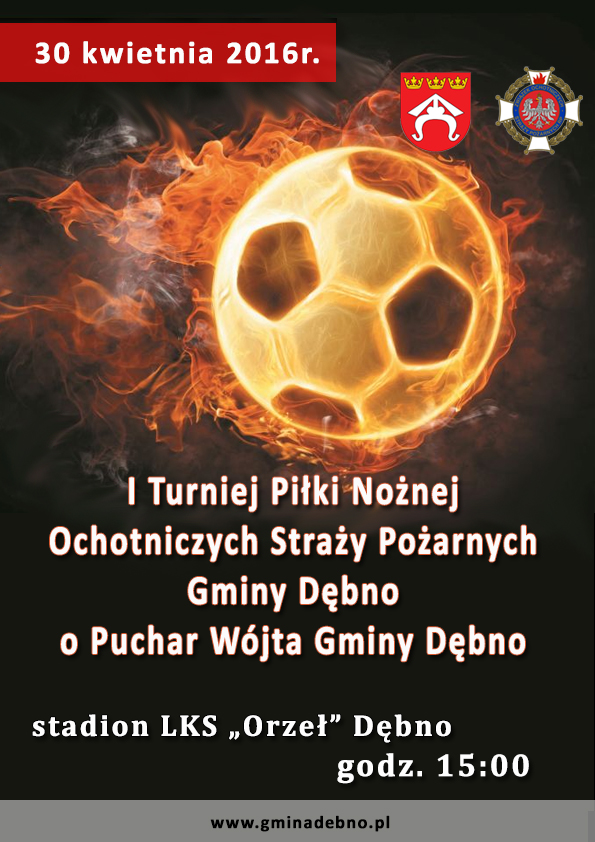 30 kwietnia 2016r.
I Turniej Piłki Nożnej
Ochotniczych Straży Pożarnych
Gminy Dębno
o Puchar Wójta Gminy Dębno
stadion LKS „Orzeł” Dębno
godz. 15:00
www.gminadebno.pl